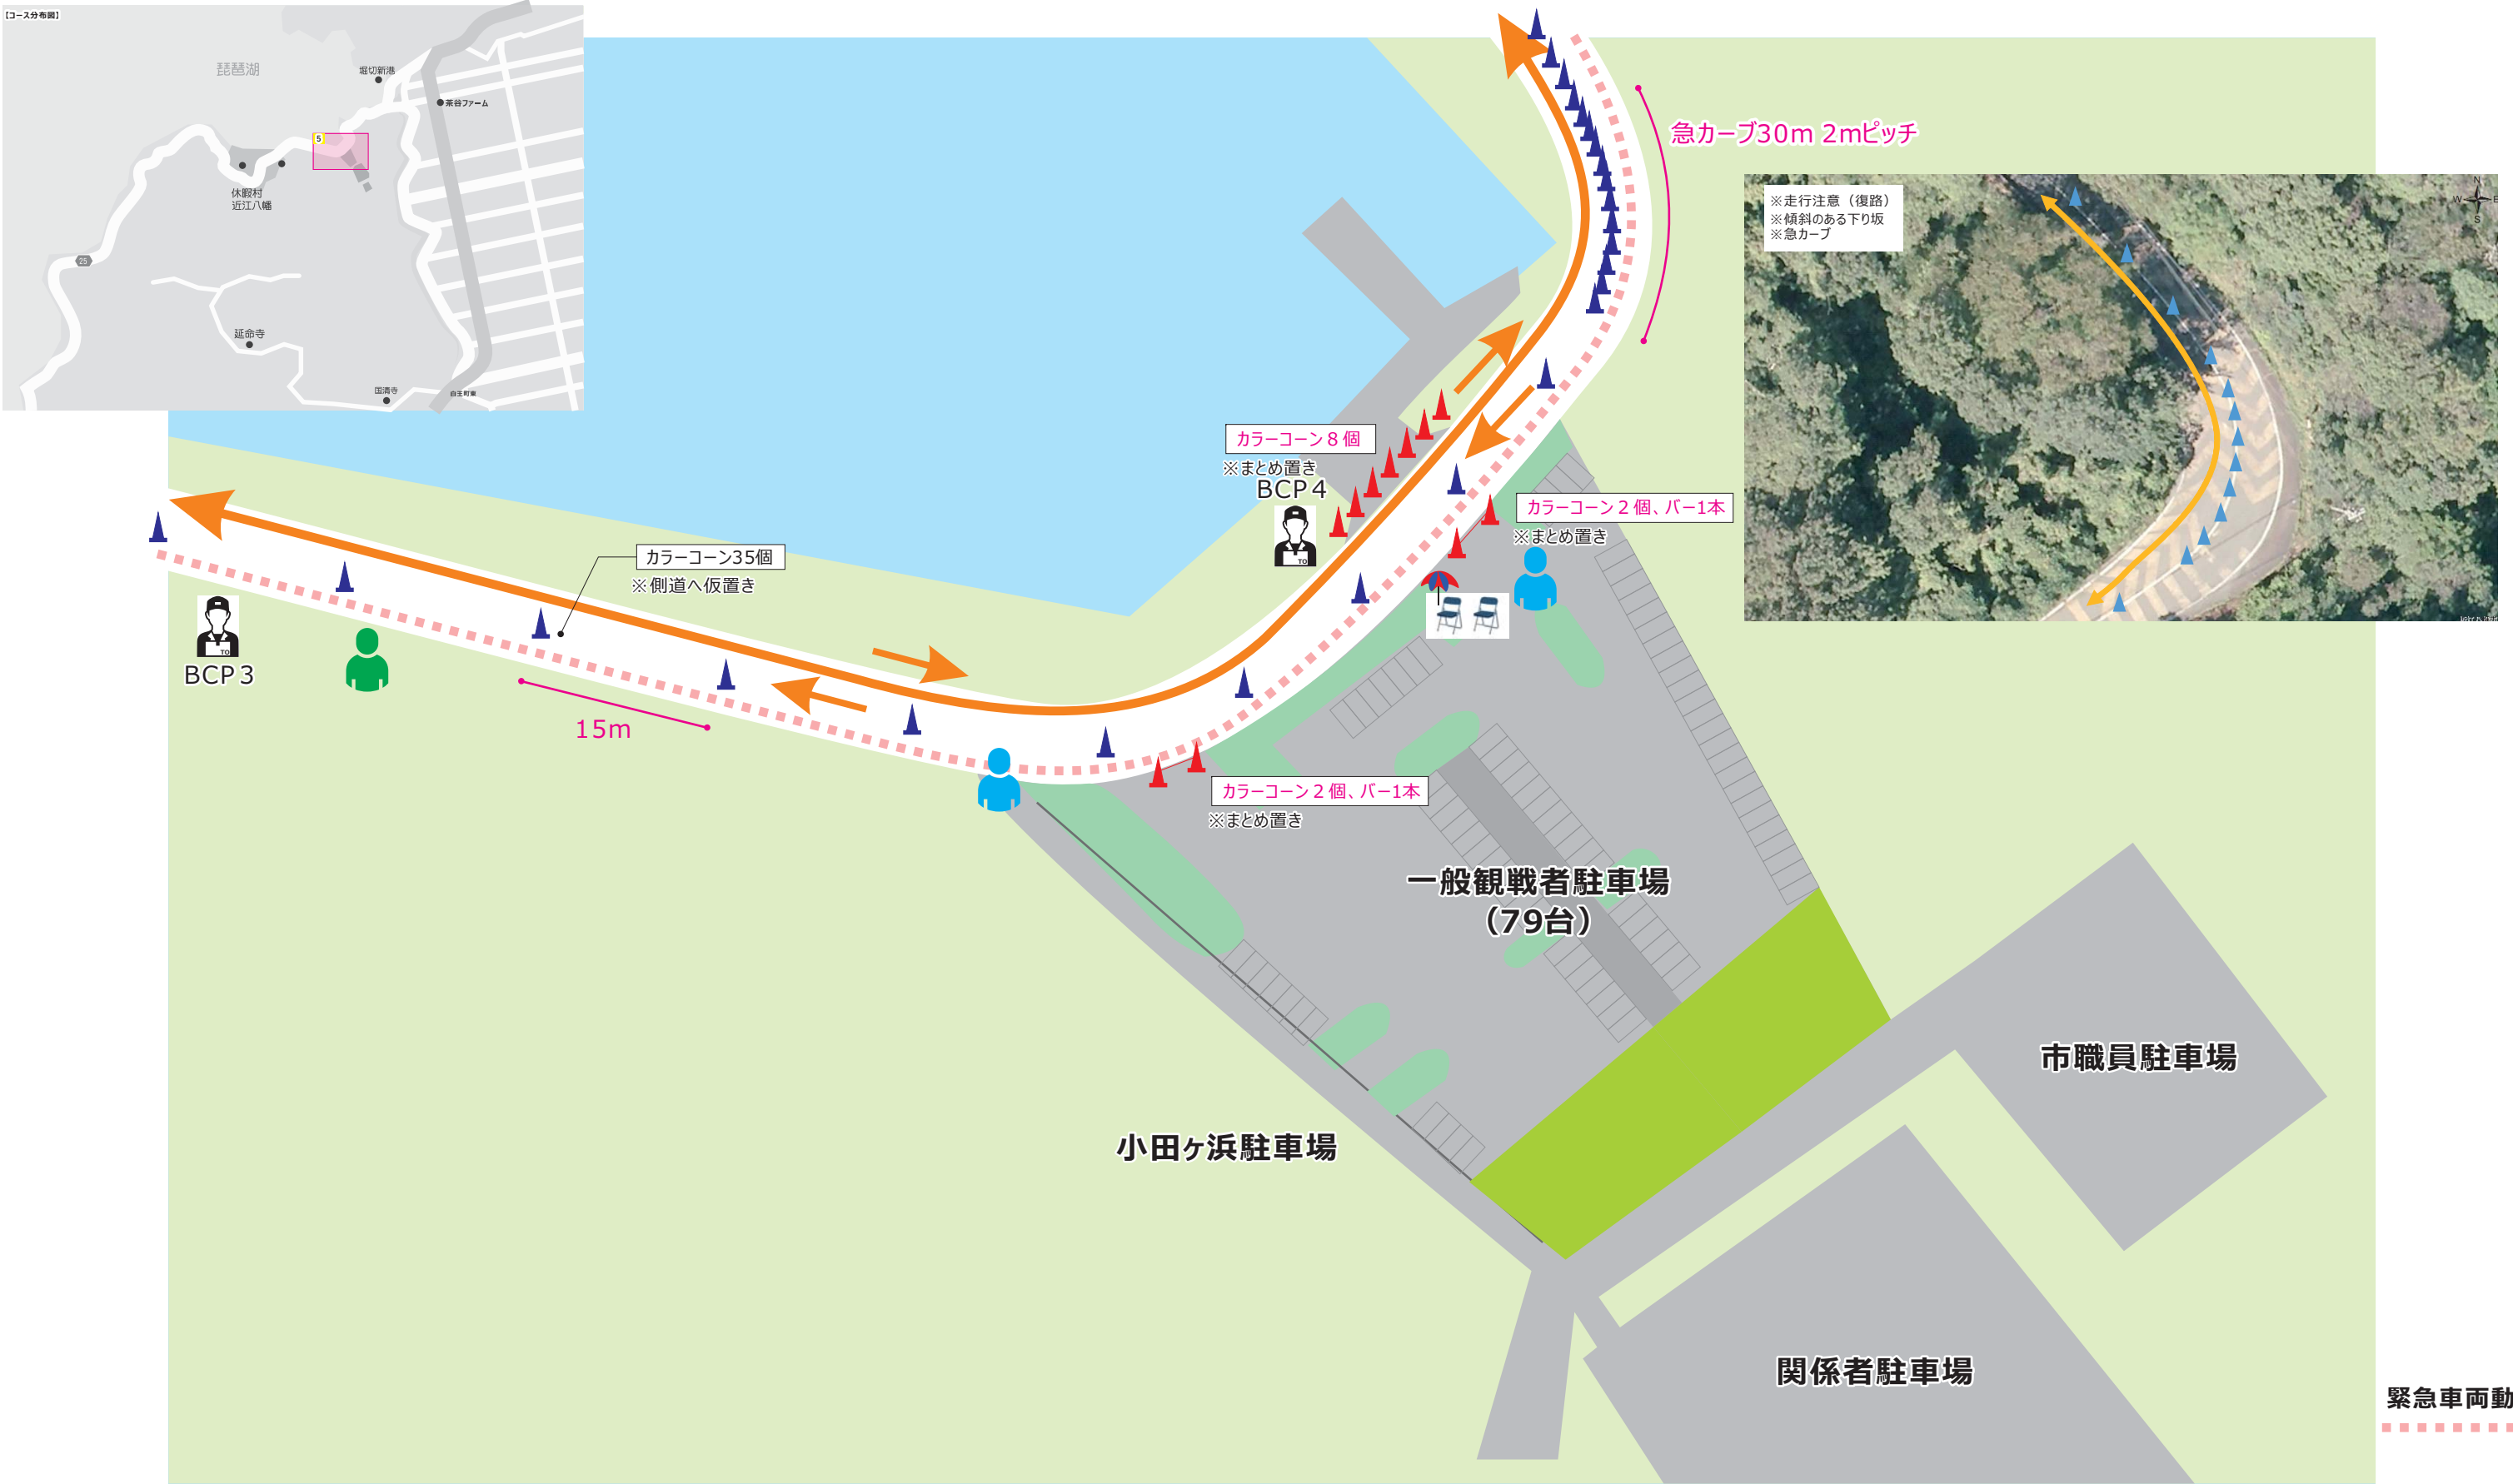 【コース分布図】
琵琶湖
堀切新港
茶谷ファーム
5
休暇村
近江八幡
25
延命寺
国清寺
白王町東
急カーブ30m 2mピッチ
※走行注意（復路）
※傾斜のある下り坂
※急カーブ
N
W
E
S
カラーコーン８個
※まとめ置き
BCP４
TO
カラーコーン２個、バー1本
※まとめ置き
カラーコーン35個
※側道へ仮置き
TO
BCP３
15m
カラーコーン２個、バー1本
※まとめ置き
一般観戦者駐車場
（79台）
市職員駐車場
小田ヶ浜駐車場
関係者駐車場
緊急車両動